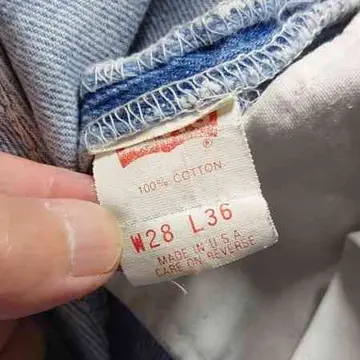 ®
100% COTTON
W28 L36
MADE IN U.S.A.
CARE ON REVERSE